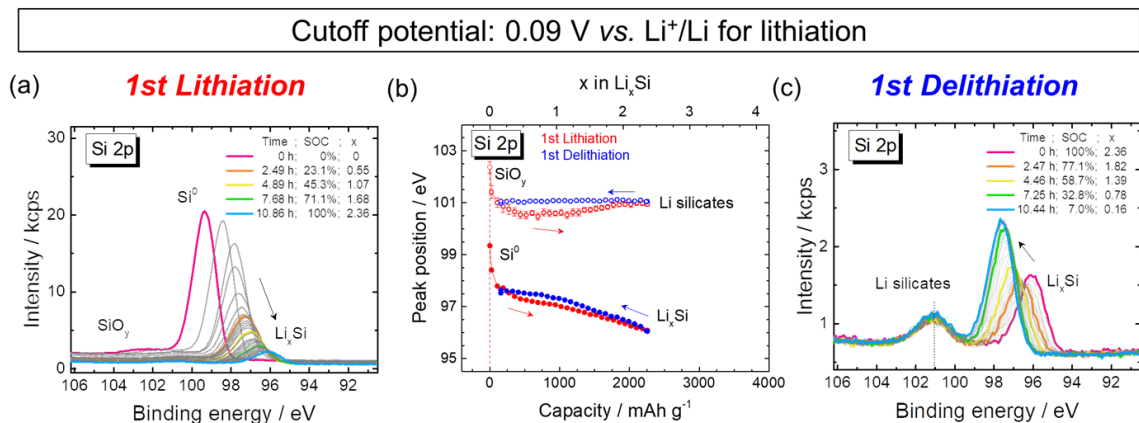 Cutoff potential: 0.09 V vs. Li⁺/Li for lithiation
(a)
1st Lithiation
Si 2p
Time ; SOC ; x
0 h; 0%; 0
2.49 h; 23.1%; 0.55
4.89 h; 45.3%; 1.07
7.68 h; 71.1%; 1.68
10.86 h; 100%; 2.36
Si⁰
SiOᵧ
LiₓSi
30
20
10
0
Intensity / kcps
106 104 102 100 98 96 94 92
Binding energy / eV
(b)
x in LiₓSi
0 1 2 3 4
Si 2p
1st Lithiation
1st Delithiation
SiOᵧ
Li silicates
Si⁰
LiₓSi
103
102
101
100
99
98
97
96
95
Peak position / eV
0 1000 2000 3000 4000
Capacity / mAh g⁻¹
(c)
1st Delithiation
Si 2p
Time ; SOC ; x
0 h; 100%; 2.36
2.47 h; 77.1%; 1.82
4.46 h; 58.7%; 1.39
7.25 h; 32.8%; 0.78
10.44 h; 7.0%; 0.16
Li silicates
LiₓSi
3
2
1
Intensity / kcps
106 104 102 100 98 96 94 92
Binding energy / eV